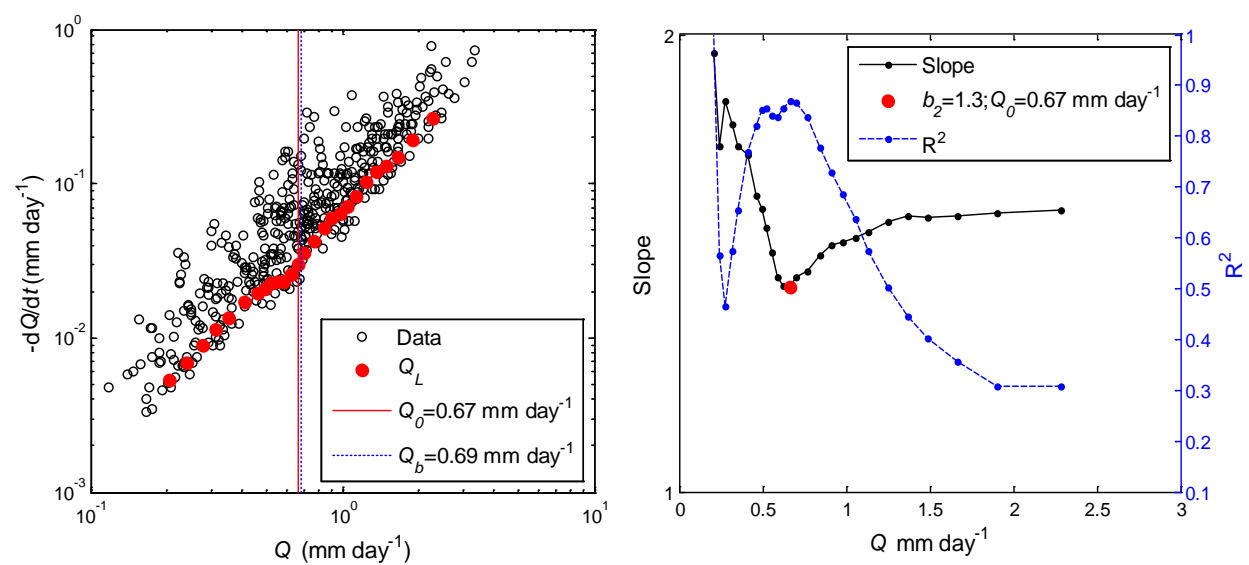 10^0
10^-1
10^-2
10^-3
10^-1
10^0
10^1
-dQ/dt (mm day^-1)
Q (mm day^-1)
Data
Q_L
Q_0=0.67 mm day^-1
Q_b=0.69 mm day^-1
2
1
Slope
0
0.5
1
1.5
2
2.5
3
Q mm day^-1
Slope
b_2=1.3;Q_0=0.67 mm day^-1
R^2
1
0.9
0.8
0.7
0.6
0.5
0.4
0.3
0.2
0.1
R^2